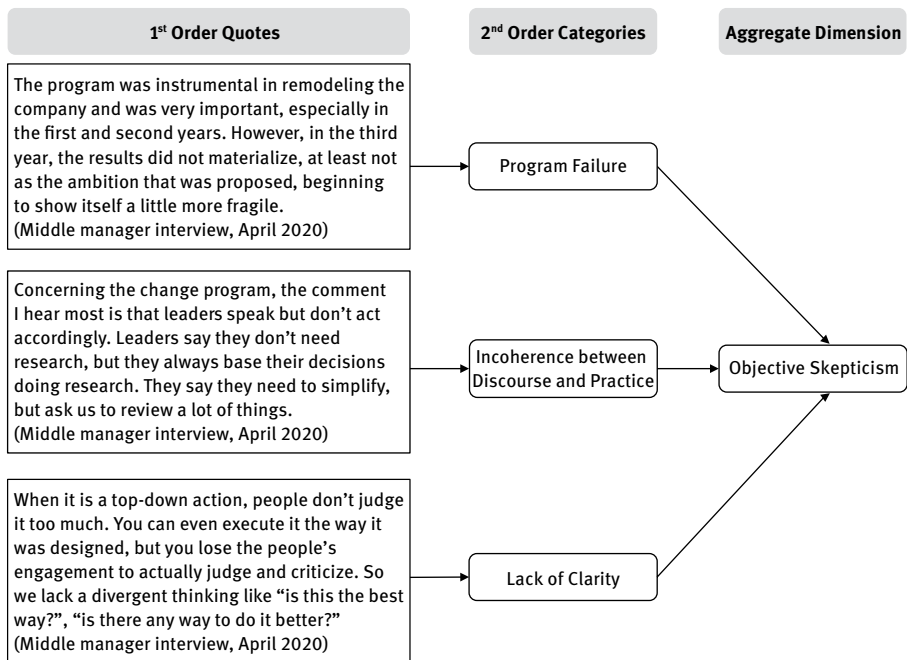 1st Order Quotes
2nd Order Categories
Aggregate Dimension
The program was instrumental in remodeling the
company and was very important, especially in
the first and second years. However, in the third
year, the results did not materialize, at least not
as the ambition that was proposed, beginning
to show itself a little more fragile.
(Middle manager interview, April 2020)
Program Failure
Concerning the change program, the comment
I hear most is that leaders speak but don’t act
accordingly. Leaders say they don’t need
research, but they always base their decisions
doing research. They say they need to simplify,
but ask us to review a lot of things.
(Middle manager interview, April 2020)
Incoherence between
Discourse and Practice
Objective Skepticism
When it is a top-down action, people don’t judge
it too much. You can even execute it the way it
was designed, but you lose the people’s
engagement to actually judge and criticize. So
we lack a divergent thinking like “is this the best
way?”, “is there any way to do it better?”
(Middle manager interview, April 2020)
Lack of Clarity